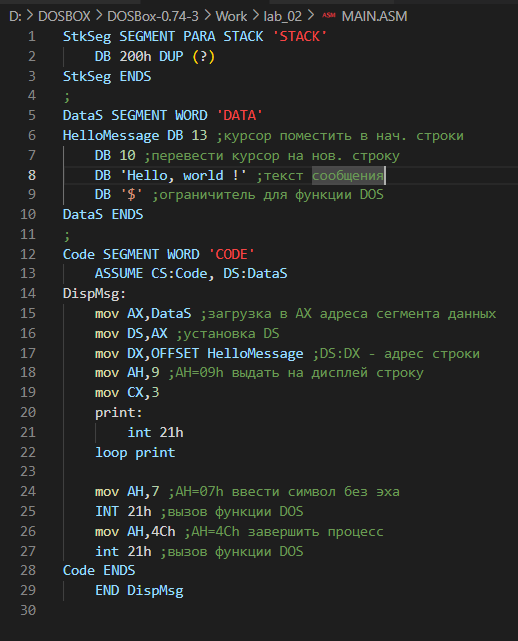 D: > DOSBOX > DOSBox-0.74-3 > Work > lab_02 > ASM MAIN.ASM
1 StkSeg SEGMENT PARA STACK 'STACK'
2 DB 200h DUP (?)
3 StkSeg ENDS
4 ;
5 DataS SEGMENT WORD 'DATA'
6 HelloMessage DB 13 ;курсор поместить в нач. строки
7 DB 10 ;перевести курсор на нов. строку
8 DB 'Hello, world !' ;текст сообщения
9 DB '$' ;ограничитель для функции DOS
10 DataS ENDS
11 ;
12 Code SEGMENT WORD 'CODE'
13 ASSUME CS:Code, DS:DataS
14 DispMsg:
15 mov AX,DataS ;загрузка в AX адреса сегмента данных
16 mov DS,AX ;установка DS
17 mov DX,OFFSET HelloMessage ;DS:DX - адрес строки
18 mov AH,9 ;АН=09h выдать на дисплей строку
19 mov CX,3
20 print:
21 int 21h
22 loop print
23
24 mov AH,7 ;АН=07h ввести символ без эха
25 INT 21h ;вызов функции DOS
26 mov AH,4Ch ;АН=4Ch завершить процесс
27 int 21h ;вызов функции DOS
28 Code ENDS
29 END DispMsg
30